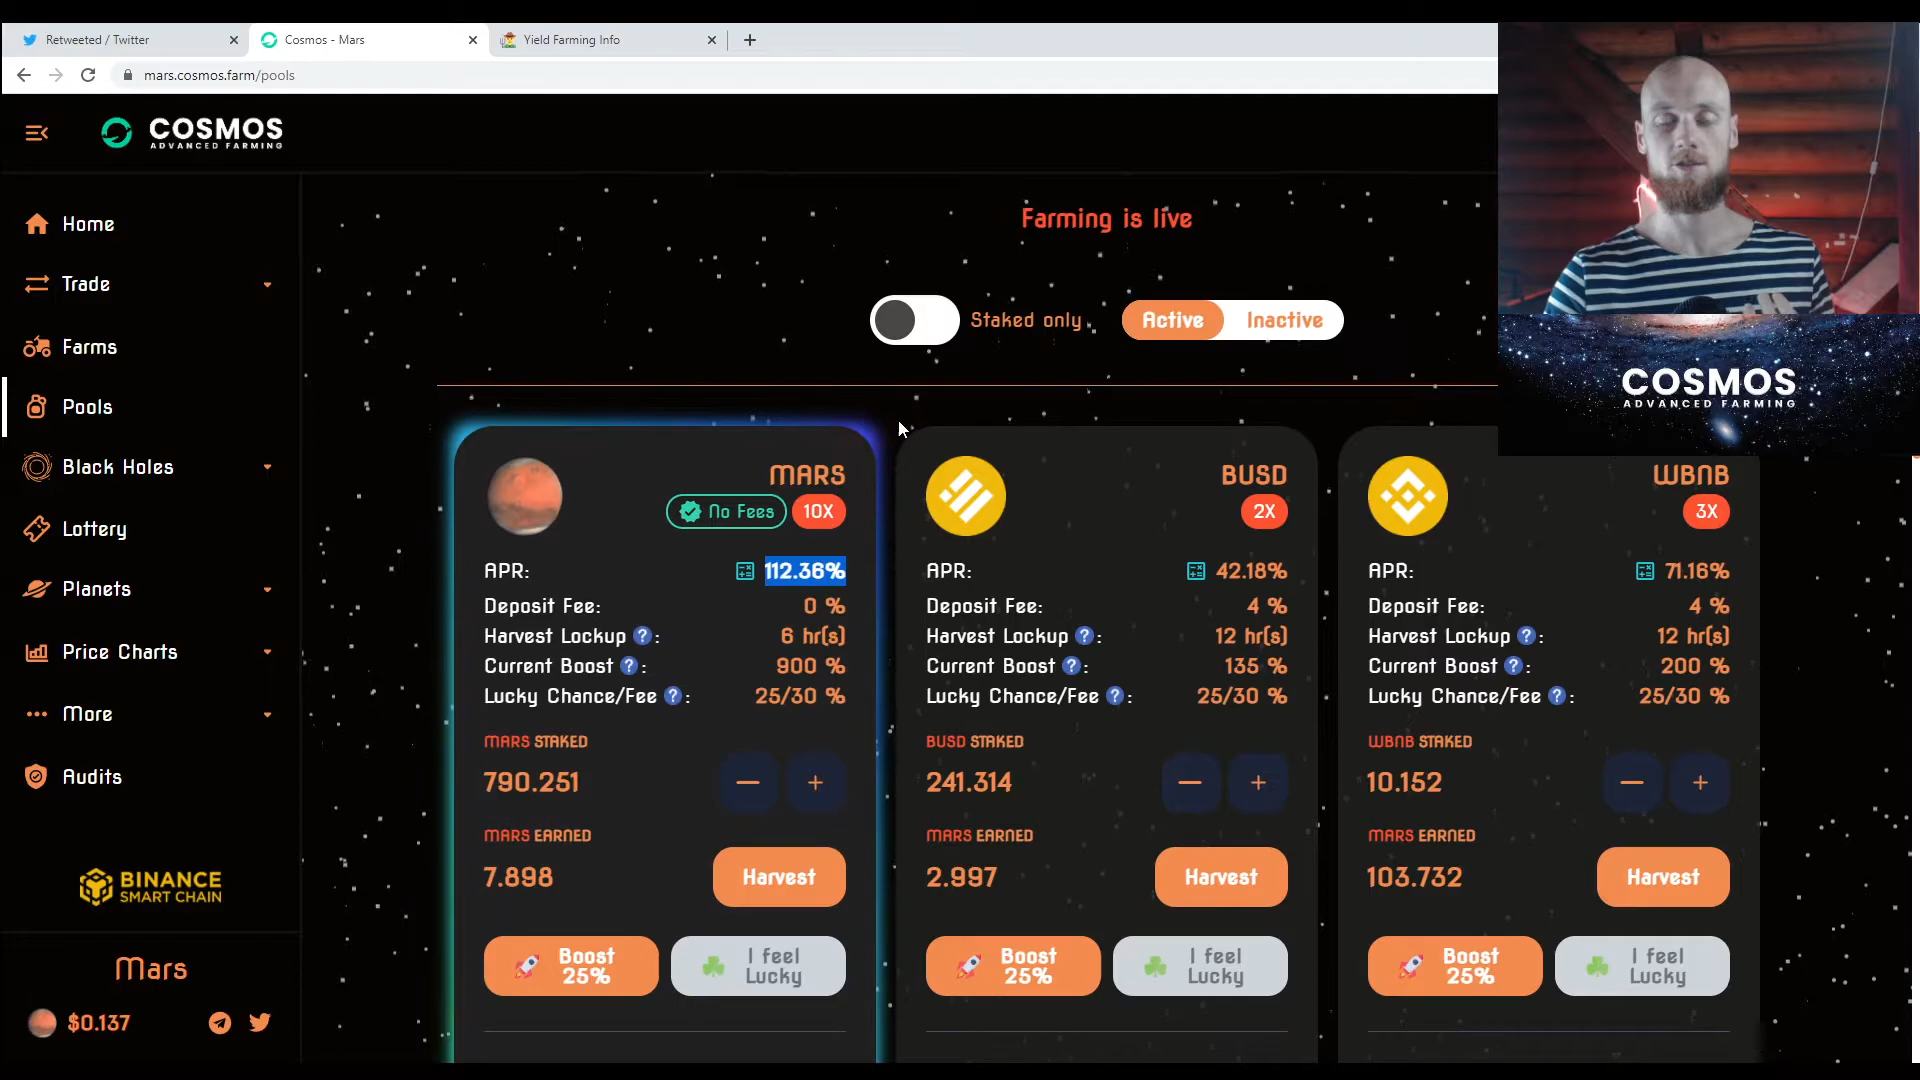 Retweeted / Twitter
Cosmos - Mars
Yield Farming Info
mars.cosmos.farm/pools
COSMOS
ADVANCED FARMING
Home
Trade
Farms
Pools
Black Holes
Lottery
Planets
Price Charts
More
Audits
BINANCE
SMART CHAIN
Mars
$0.137
Farming is live
Staked only
Active
Inactive
COSMOS
ADVANCED FARMING
MARS
No Fees
10X
APR: 112.36%
Deposit Fee: 0 %
Harvest Lockup ?: 6 hr(s)
Current Boost ?: 900 %
Lucky Chance/Fee ?: 25/30 %
MARS STAKED
790.251
MARS EARNED
7.898
Harvest
Boost
25%
I feel
Lucky
BUSD
2X
APR: 42.18%
Deposit Fee: 4 %
Harvest Lockup ?: 12 hr(s)
Current Boost ?: 135 %
Lucky Chance/Fee ?: 25/30 %
BUSD STAKED
241.314
MARS EARNED
2.997
Harvest
Boost
25%
I feel
Lucky
WBNB
3X
APR: 71.16%
Deposit Fee: 4 %
Harvest Lockup ?: 12 hr(s)
Current Boost ?: 200 %
Lucky Chance/Fee ?: 25/30 %
WBNB STAKED
10.152
MARS EARNED
103.732
Harvest
Boost
25%
I feel
Lucky